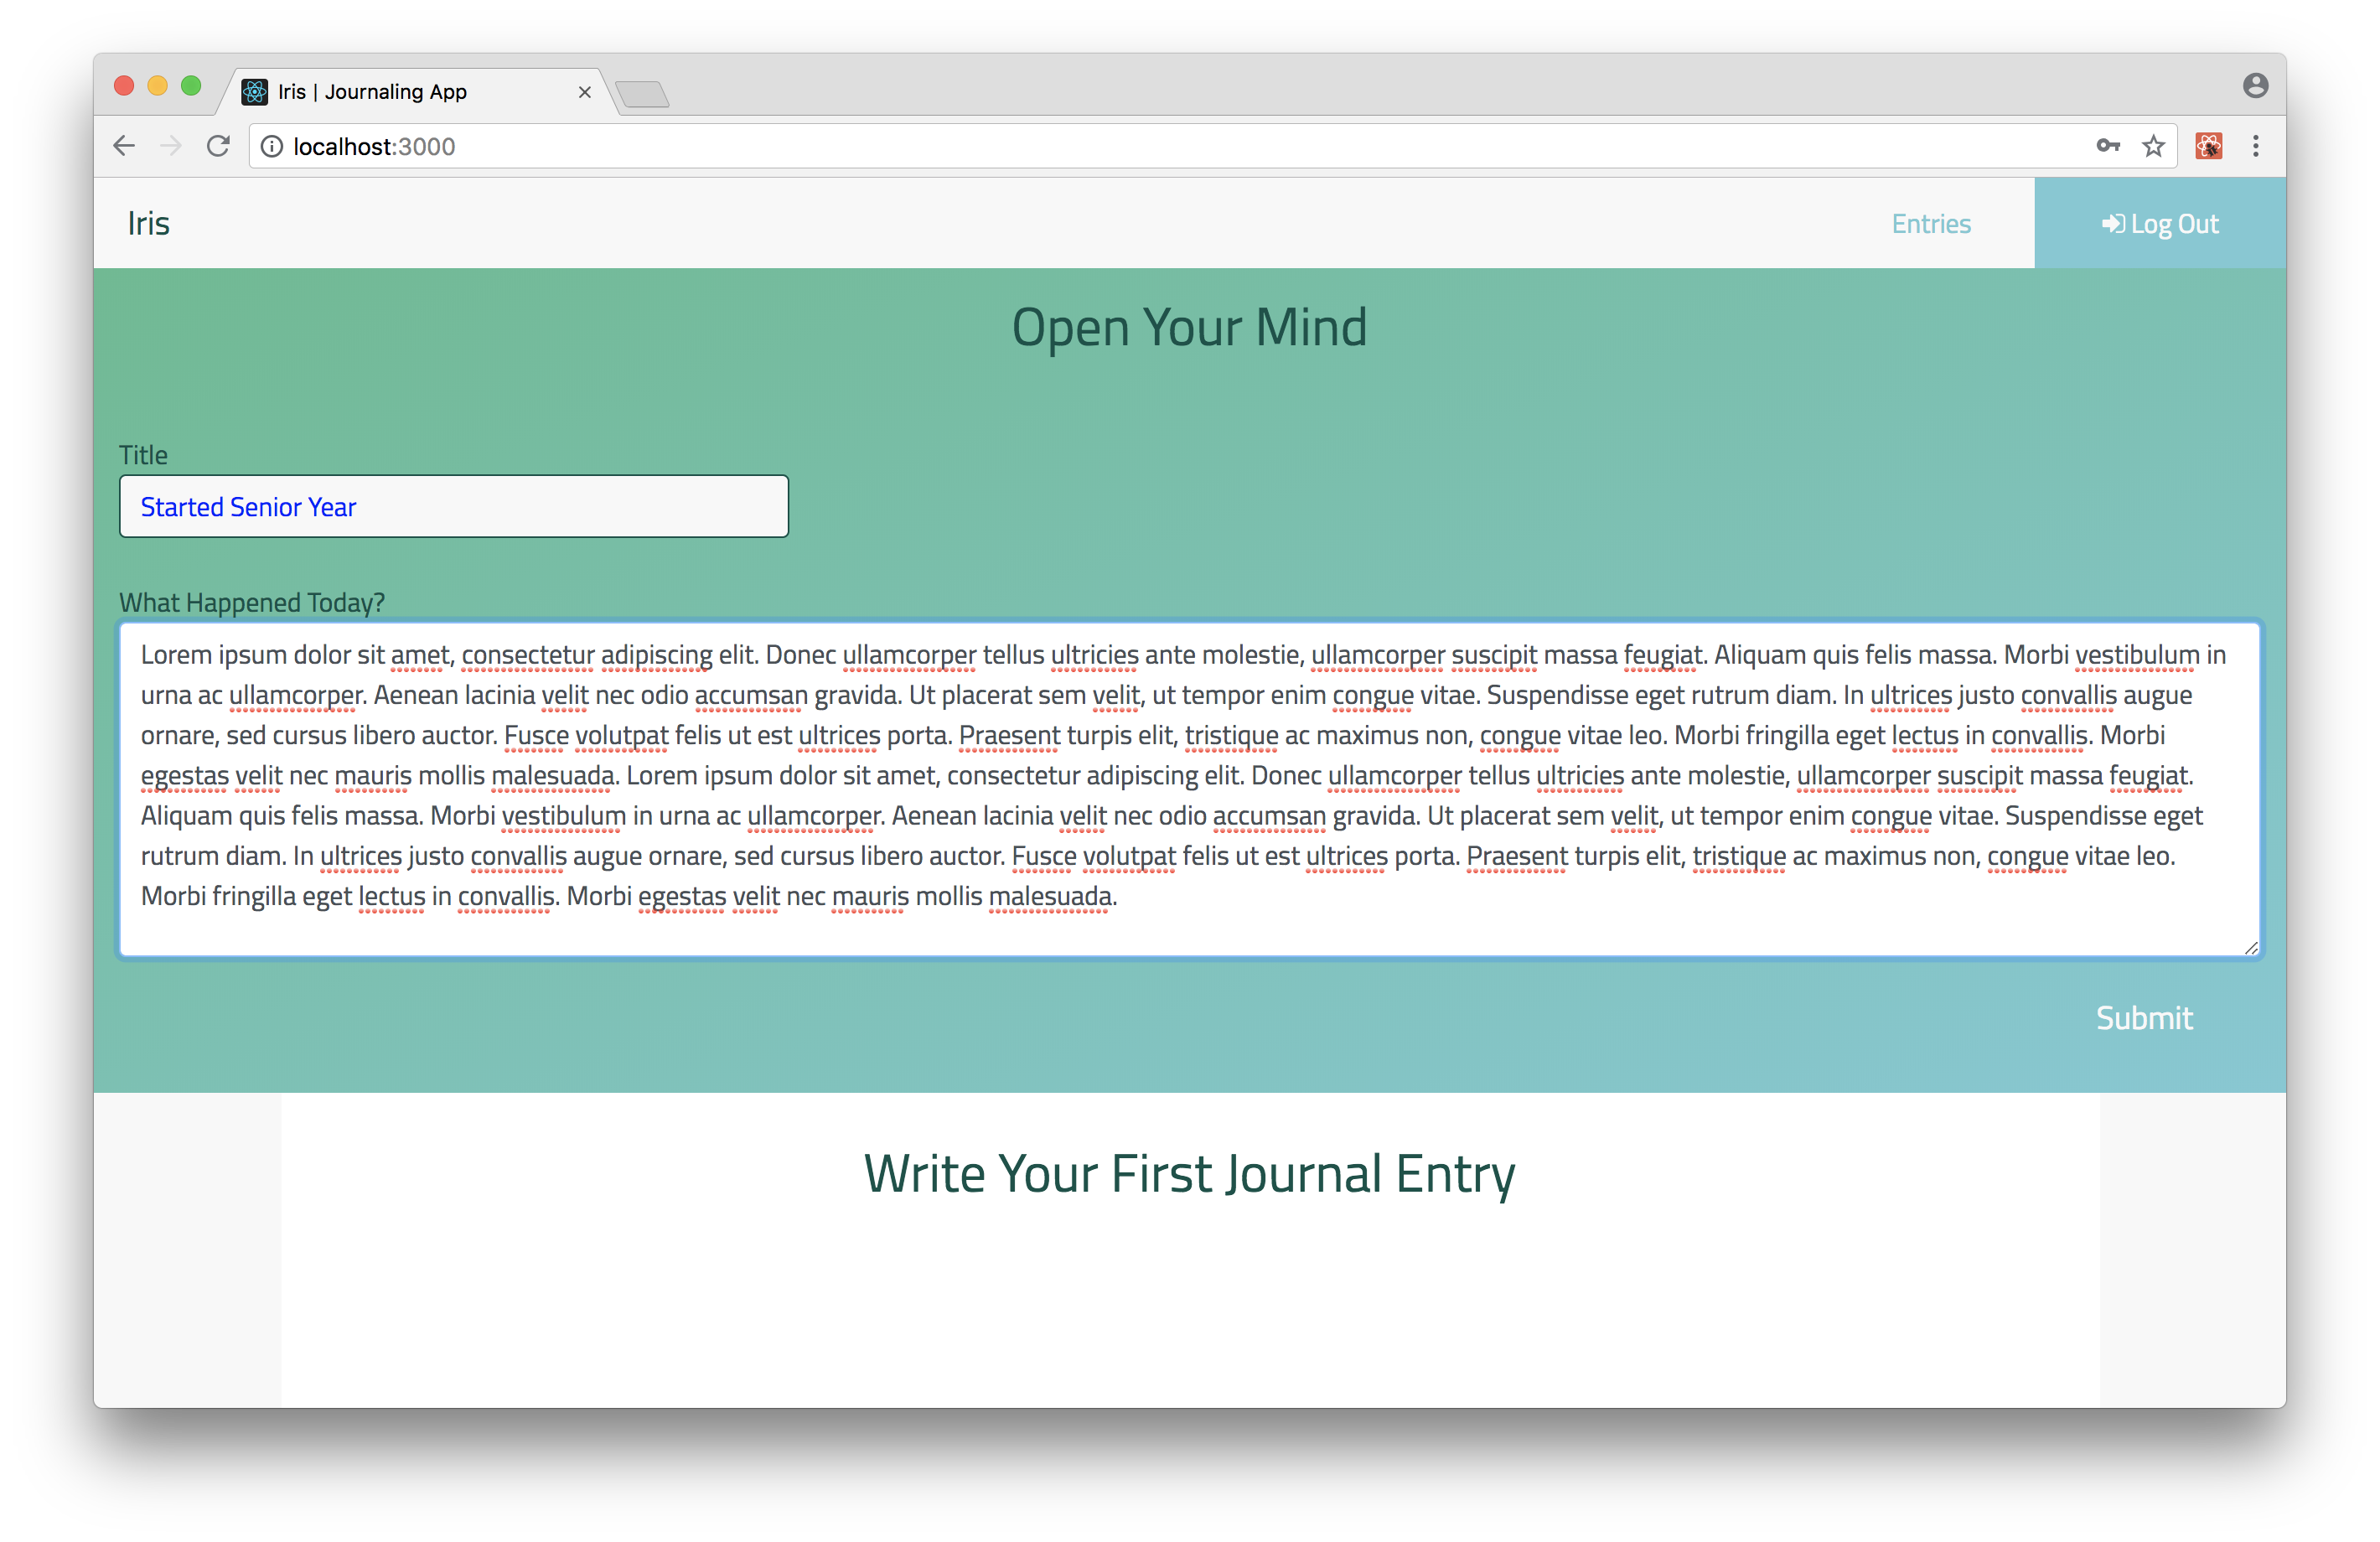 Iris | Journaling App
localhost:3000
Iris
Entries
Log Out
Open Your Mind
Title
Started Senior Year
What Happened Today?
Lorem ipsum dolor sit amet, consectetur adipiscing elit. Donec ullamcorper tellus ultricies ante molestie, ullamcorper suscipit massa feugiat. Aliquam quis felis massa. Morbi vestibulum in
urna ac ullamcorper. Aenean lacinia velit nec odio accumsan gravida. Ut placerat sem velit, ut tempor enim congue vitae. Suspendisse eget rutrum diam. In ultrices justo convallis augue
ornare, sed cursus libero auctor. Fusce volutpat felis ut est ultrices porta. Praesent turpis elit, tristique ac maximus non, congue vitae leo. Morbi fringilla eget lectus in convallis. Morbi
egestas velit nec mauris mollis malesuada. Lorem ipsum dolor sit amet, consectetur adipiscing elit. Donec ullamcorper tellus ultricies ante molestie, ullamcorper suscipit massa feugiat.
Aliquam quis felis massa. Morbi vestibulum in urna ac ullamcorper. Aenean lacinia velit nec odio accumsan gravida. Ut placerat sem velit, ut tempor enim congue vitae. Suspendisse eget
rutrum diam. In ultrices justo convallis augue ornare, sed cursus libero auctor. Fusce volutpat felis ut est ultrices porta. Praesent turpis elit, tristique ac maximus non, congue vitae leo.
Morbi fringilla eget lectus in convallis. Morbi egestas velit nec mauris mollis malesuada.
Submit
Write Your First Journal Entry